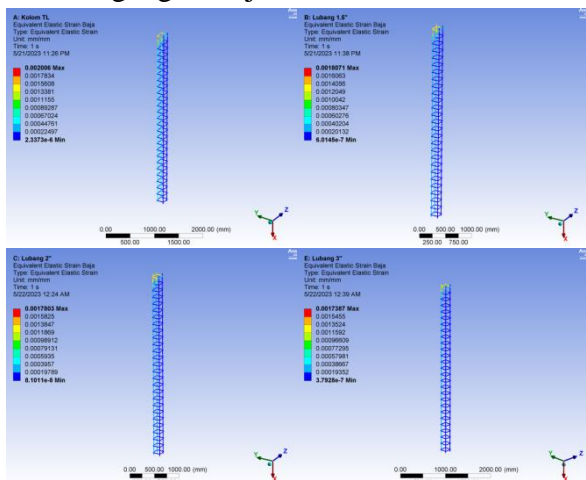 A: Kolom TL
Equivalent Elastic Strain Baja
Type: Equivalent Elastic Strain
Unit: mm/mm
Time: 1 s
5/21/2023 11:26 PM
0.002006 Max
0.0017834
0.0015608
0.0013381
0.0011155
0.00089287
0.00067024
0.00044761
0.00022497
2.3373e-6 Min
0.00 1000.00 2000.00 (mm)
500.00 1500.00
Y Z X
B: Lubang 1.5"
Equivalent Elastic Strain Baja
Type: Equivalent Elastic Strain
Unit: mm/mm
Time: 1 s
5/21/2023 11:38 PM
0.0018071 Max
0.0016063
0.0014056
0.0012049
0.0010042
0.00080347
0.00060276
0.00040204
0.00020132
6.0145e-7 Min
0.00 500.00 1000.00 (mm)
250.00 750.00
Y Z X
C: Lubang 2"
Equivalent Elastic Strain Baja
Type: Equivalent Elastic Strain
Unit: mm/mm
Time: 1 s
5/22/2023 12:24 AM
0.0017803 Max
0.0015825
0.0013847
0.0011869
0.00098912
0.00079131
0.0005935
0.0003957
0.00019789
8.1011e-8 Min
0.00 500.00 1000.00 (mm)
Y Z X
E: Lubang 3"
Equivalent Elastic Strain Baja
Type: Equivalent Elastic Strain
Unit: mm/mm
Time: 1 s
5/22/2023 12:39 AM
0.0017387 Max
0.0015455
0.0013524
0.0011592
0.00096609
0.00077295
0.00057981
0.00038667
0.00019352
3.7928e-7 Min
0.00 1000.00 2000.00 (mm)
Y Z X